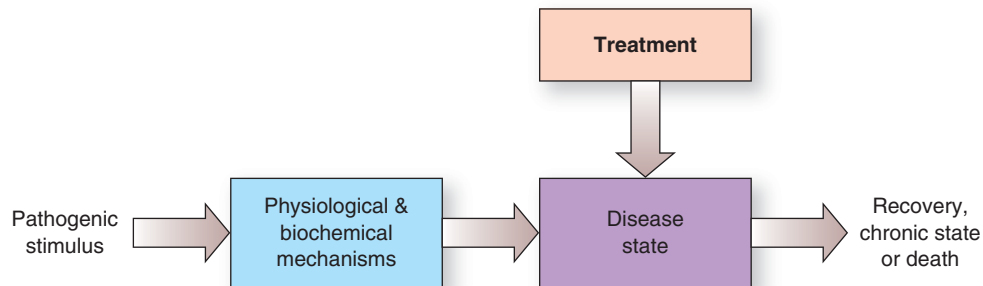 Treatment
Pathogenic
stimulus
Physiological &
biochemical
mechanisms
Disease
state
Recovery,
chronic state
or death